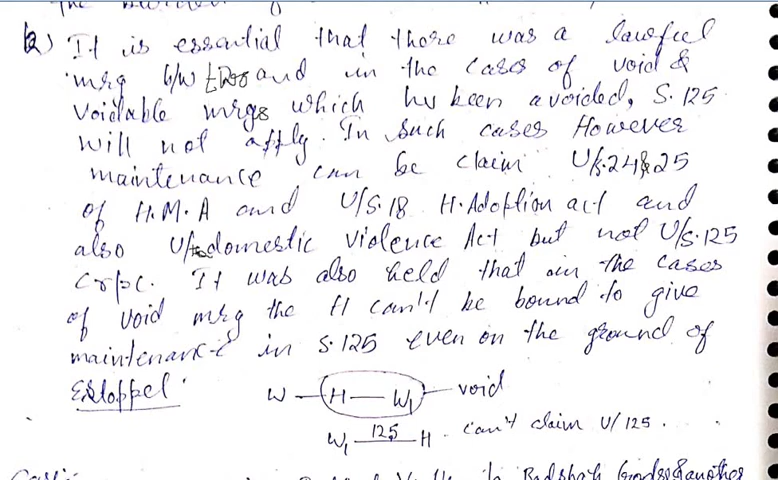 b) It is essential that there was a lawful
mrg b/w two and in the cases of void &
voidable mrgs which hv been avoided, S. 125
will not apply. In such cases However
maintenance can be claim U/s. 24 & 25
of H.M.A and U/S. 18 H. Adoption act and
also U/ domestic violence Act but not U/s. 125
Crpc. It was also held that in the cases
of void mrg the H can't be bound to give
maintenance in S. 125 even on the ground of
Estoppel.
W — H — W1 — void
W1 — 125 — H. can't claim U/125.
Badshah &another